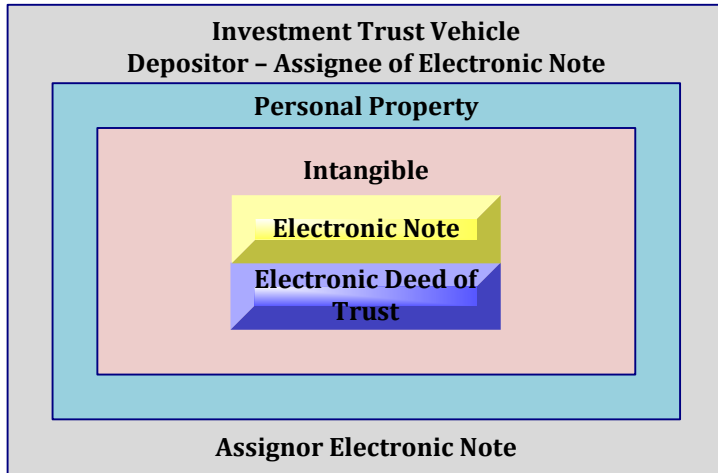 Investment Trust Vehicle
Depositor – Assignee of Electronic Note
Personal Property
Intangible
Electronic Note
Electronic Deed of
Trust
Assignor Electronic Note